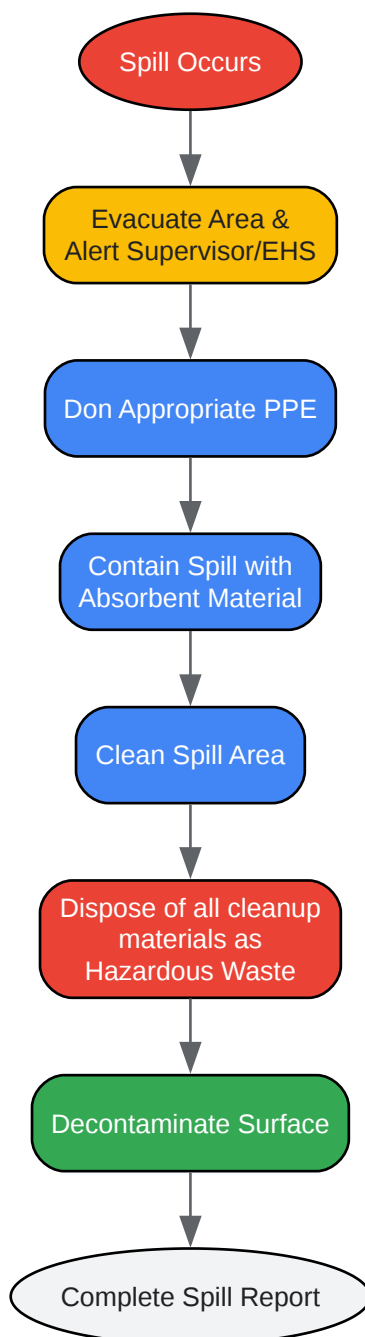 Spill Occurs
Evacuate Area &
Alert Supervisor/EHS
Don Appropriate PPE
Contain Spill with
Absorbent Material
Clean Spill Area
Dispose of all cleanup
materials as
Hazardous Waste
Decontaminate Surface
Complete Spill Report